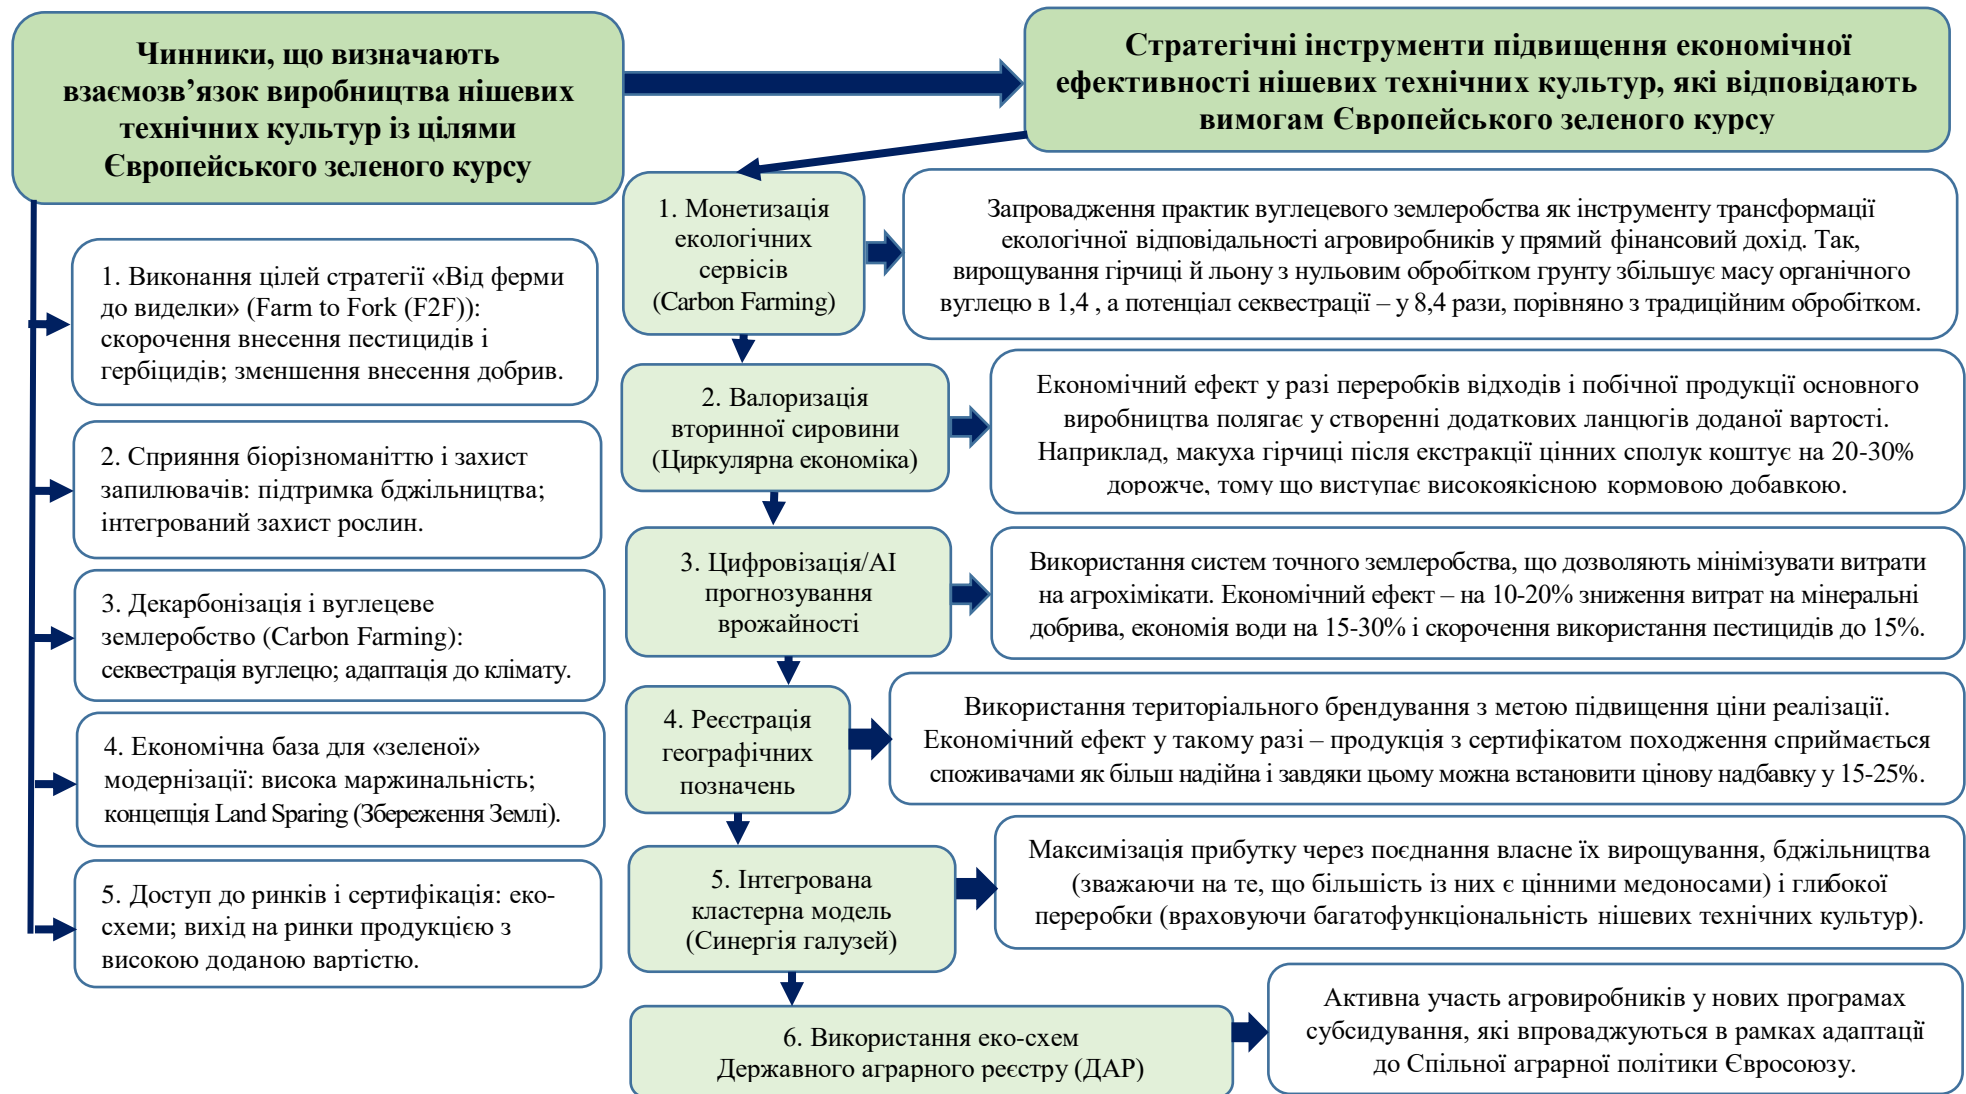 Чинники, що визначають
взаємозв’язок виробництва нішевих
технічних культур із цілями
Європейського зеленого курсу
1. Виконання цілей стратегії «Від ферми
до виделки» (Farm to Fork (F2F)):
скорочення внесення пестицидів і
гербіцидів; зменшення внесення добрив.
2. Сприяння біорізноманіттю і захист
запилювачів: підтримка бджільництва;
інтегрований захист рослин.
3. Декарбонізація і вуглецеве
землеробство (Carbon Farming):
секвестрація вуглецю; адаптація до клімату.
4. Економічна база для «зеленої»
модернізації: висока маржинальність;
концепція Land Sparing (Збереження Землі).
5. Доступ до ринків і сертифікація: еко-
схеми; вихід на ринки продукцією з
високою доданою вартістю.
Стратегічні інструменти підвищення економічної
ефективності нішевих технічних культур, які відповідають
вимогам Європейського зеленого курсу
1. Монетизація
екологічних
сервісів
(Carbon Farming)
Запровадження практик вуглецевого землеробства як інструменту трансформації
екологічної відповідальності агровиробників у прямий фінансовий дохід. Так,
вирощування гірчиці й льону з нульовим обробітком грунту збільшує масу органічного
вуглецю в 1,4 , а потенціал секвестрації – у 8,4 рази, порівняно з традиційним обробітком.
2. Валоризація
вторинної сировини
(Циркулярна економіка)
Економічний ефект у разі переробків відходів і побічної продукції основного
виробництва полягає у створенні додаткових ланцюгів доданої вартості.
Наприклад, макуха гірчиці після екстракції цінних сполук коштує на 20-30%
дорожче, тому що виступає високоякісною кормовою добавкою.
3. Цифровізація/AI
прогнозування
врожайності
Використання систем точного землеробства, що дозволяють мінімізувати витрати
на агрохімікати. Економічний ефект – на 10-20% зниження витрат на мінеральні
добрива, економія води на 15-30% і скорочення використання пестицидів до 15%.
4. Реєстрація
географічних
позначень
Використання територіального брендування з метою підвищення ціни реалізації.
Економічний ефект у такому разі – продукція з сертифікатом походження сприймається
споживачами як більш надійна і завдяки цьому можна встановити цінову надбавку у 15-25%.
5. Інтегрована
кластерна модель
(Синергія галузей)
Максимізація прибутку через поєднання власне їх вирощування, бджільництва
(зважаючи на те, що більшість із них є цінними медоносами) і глибокої
переробки (враховуючи багатофункціональність нішевих технічних культур).
6. Використання еко-схем
Державного аграрного реєстру (ДАР)
Активна участь агровиробників у нових програмах
субсидування, які впроваджуються в рамках адаптації
до Спільної аграрної політики Євросоюзу.